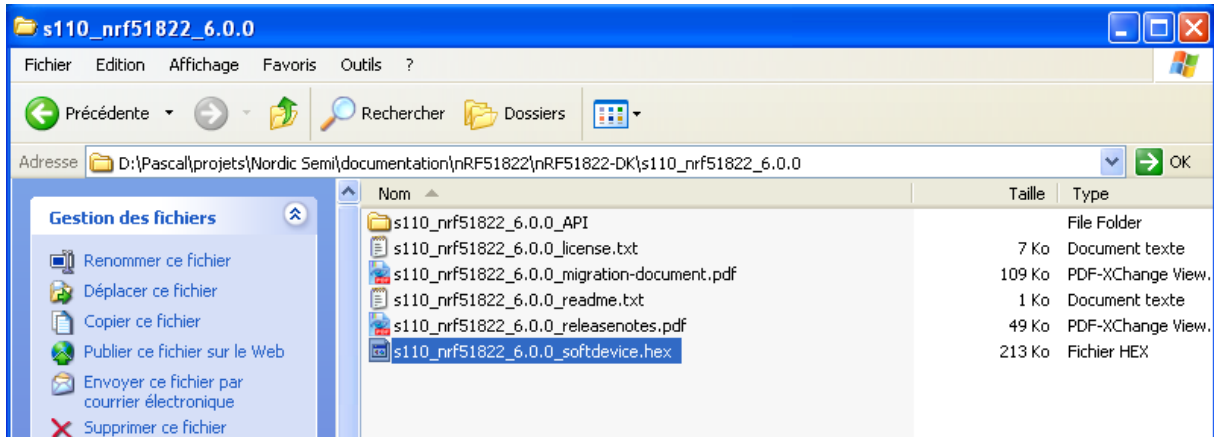 s110_nrf51822_6.0.0
Fichier Edition Affichage Favoris Outils ?
Précédente Rechercher Dossiers
Adresse D:\Pascal\projets\Nordic Semi\documentation\nRF51822\nRF51822-DK\s110_nrf51822_6.0.0 OK
Gestion des fichiers
Renommer ce fichier
Déplacer ce fichier
Copier ce fichier
Publier ce fichier sur le Web
Envoyer ce fichier par
courrier électronique
Supprimer ce fichier
Nom Taille Type
s110_nrf51822_6.0.0_API File Folder
s110_nrf51822_6.0.0_license.txt 7 Ko Document texte
s110_nrf51822_6.0.0_migration-document.pdf 109 Ko PDF-XChange View.
s110_nrf51822_6.0.0_readme.txt 1 Ko Document texte
s110_nrf51822_6.0.0_releasenotes.pdf 49 Ko PDF-XChange View.
s110_nrf51822_6.0.0_softdevice.hex 213 Ko Fichier HEX